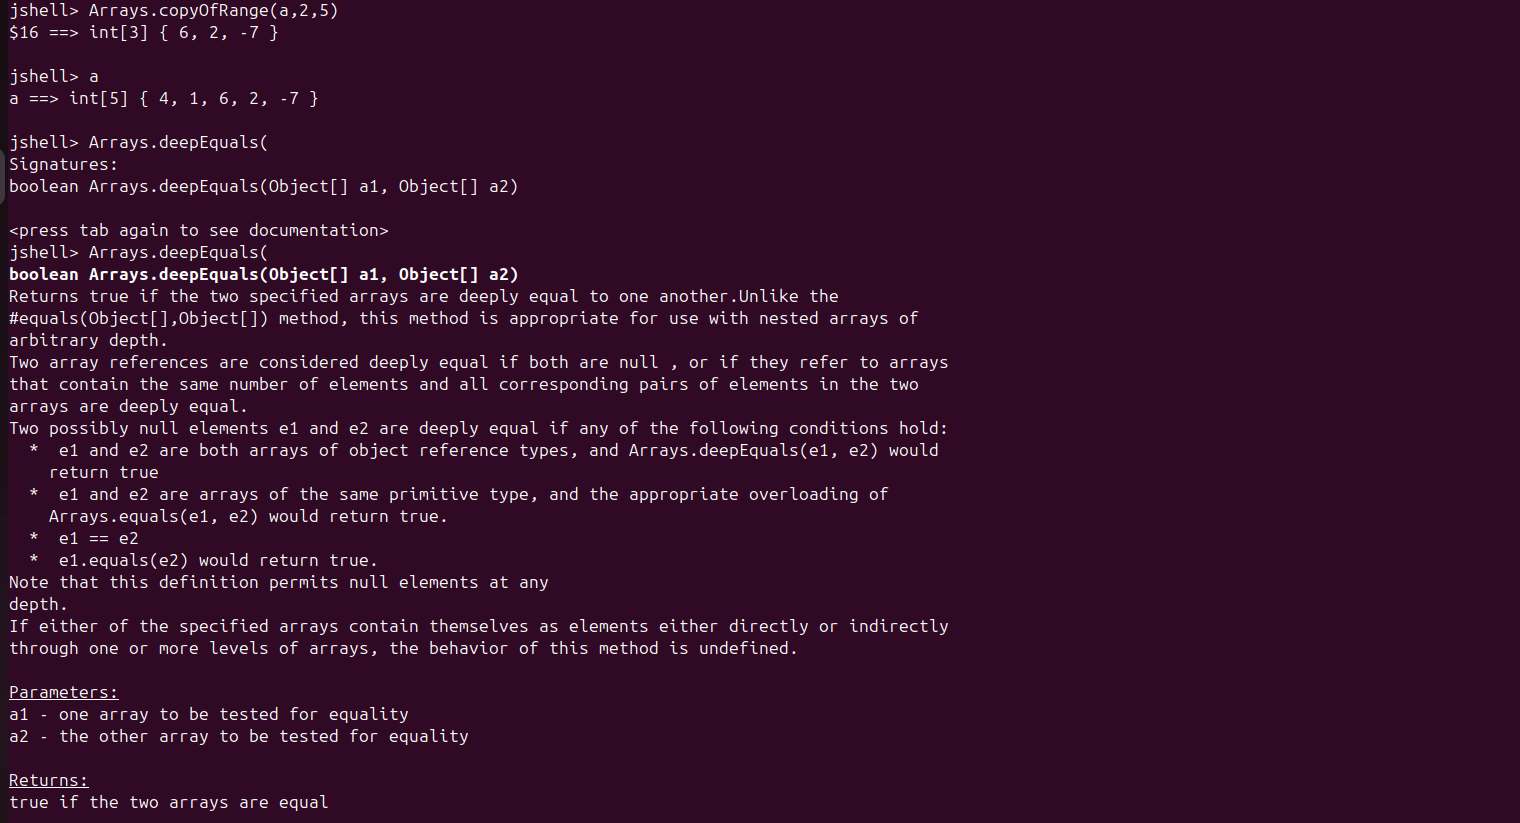 jshell> Arrays.copyOfRange(a,2,5)
$16 ==> int[3] { 6, 2, -7 }
jshell> a
a ==> int[5] { 4, 1, 6, 2, -7 }
jshell> Arrays.deepEquals(
Signatures:
boolean Arrays.deepEquals(Object[] a1, Object[] a2)
<press tab again to see documentation>
jshell> Arrays.deepEquals(
boolean Arrays.deepEquals(Object[] a1, Object[] a2)
Returns true if the two specified arrays are deeply equal to one another.Unlike the
#equals(Object[],Object[]) method, this method is appropriate for use with nested arrays of
arbitrary depth.
Two array references are considered deeply equal if both are null , or if they refer to arrays
that contain the same number of elements and all corresponding pairs of elements in the two
arrays are deeply equal.
Two possibly null elements e1 and e2 are deeply equal if any of the following conditions hold:
  *  e1 and e2 are both arrays of object reference types, and Arrays.deepEquals(e1, e2) would
    return true
  *  e1 and e2 are arrays of the same primitive type, and the appropriate overloading of
    Arrays.equals(e1, e2) would return true.
  *  e1 == e2
  *  e1.equals(e2) would return true.
Note that this definition permits null elements at any
depth.
If either of the specified arrays contain themselves as elements either directly or indirectly
through one or more levels of arrays, the behavior of this method is undefined.
Parameters:
a1 - one array to be tested for equality
a2 - the other array to be tested for equality
Returns:
true if the two arrays are equal